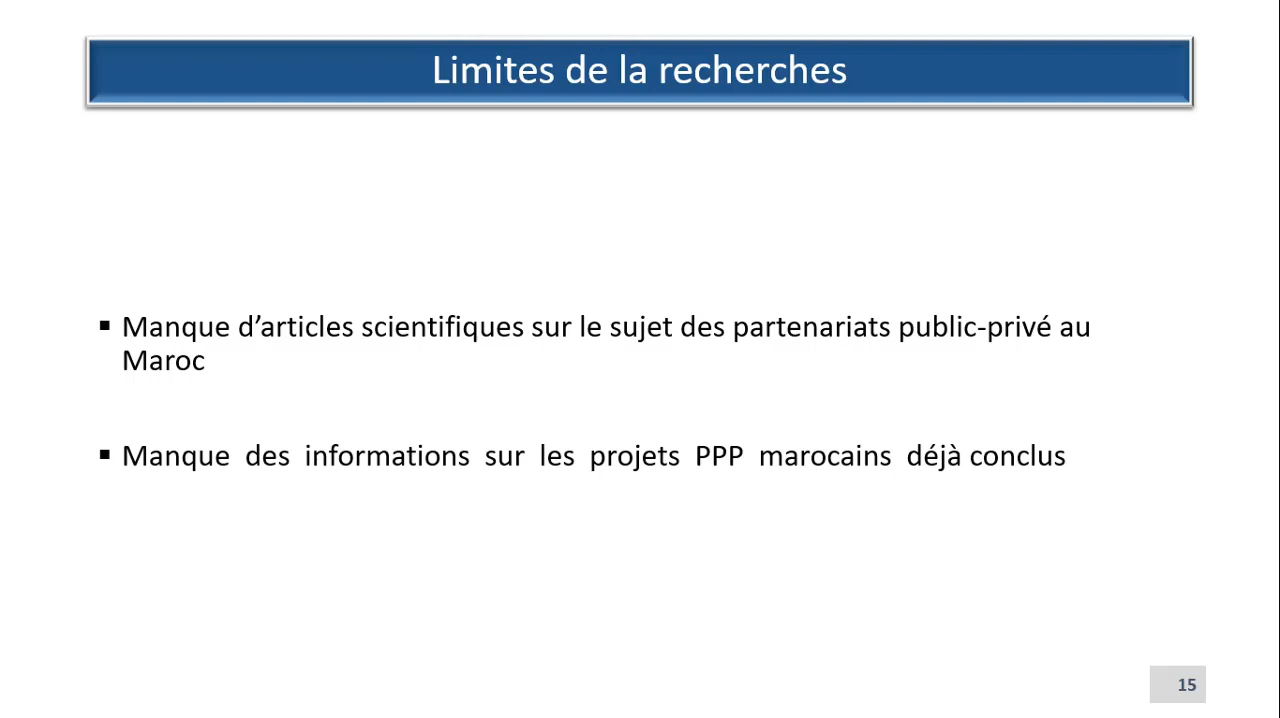 Limites de la recherches
▪ Manque d’articles scientifiques sur le sujet des partenariats public-privé au
Maroc
▪ Manque des informations sur les projets PPP marocains déjà conclus
15